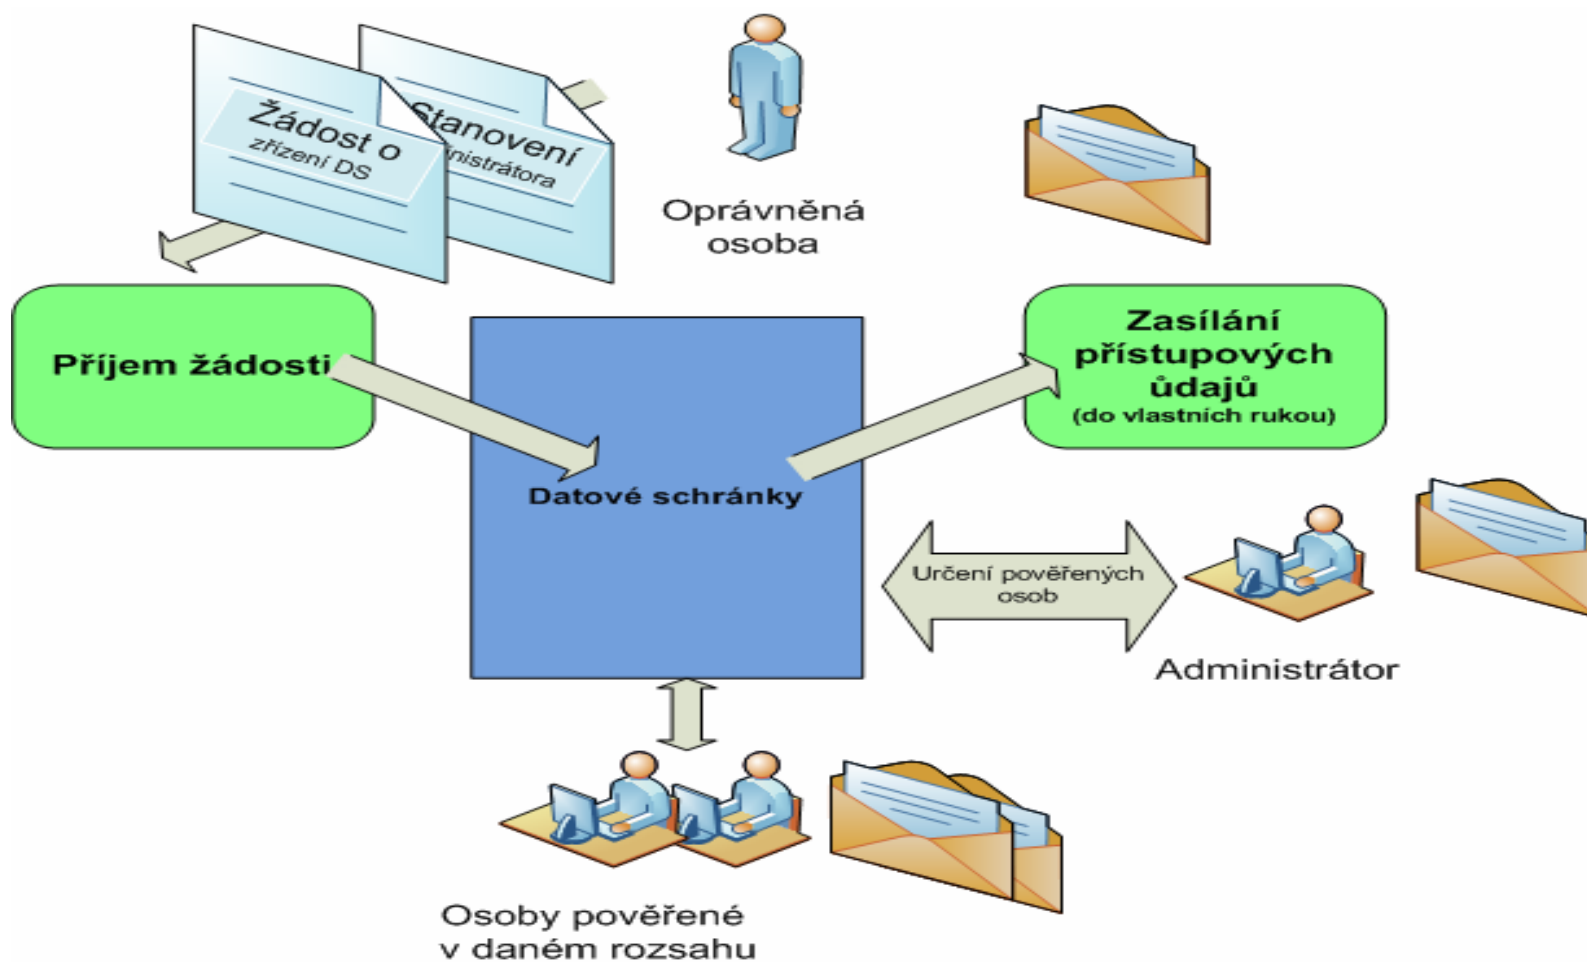 Žádost o
zřízení DS
Stanovení
Oprávněná
osoba
Příjem žádosti
Zasílání
přístupových
údajů
(do vlastních rukou)
Datové schránky
Určení pověřených
osob
Administrátor
Osoby pověřené
v daném rozsahu